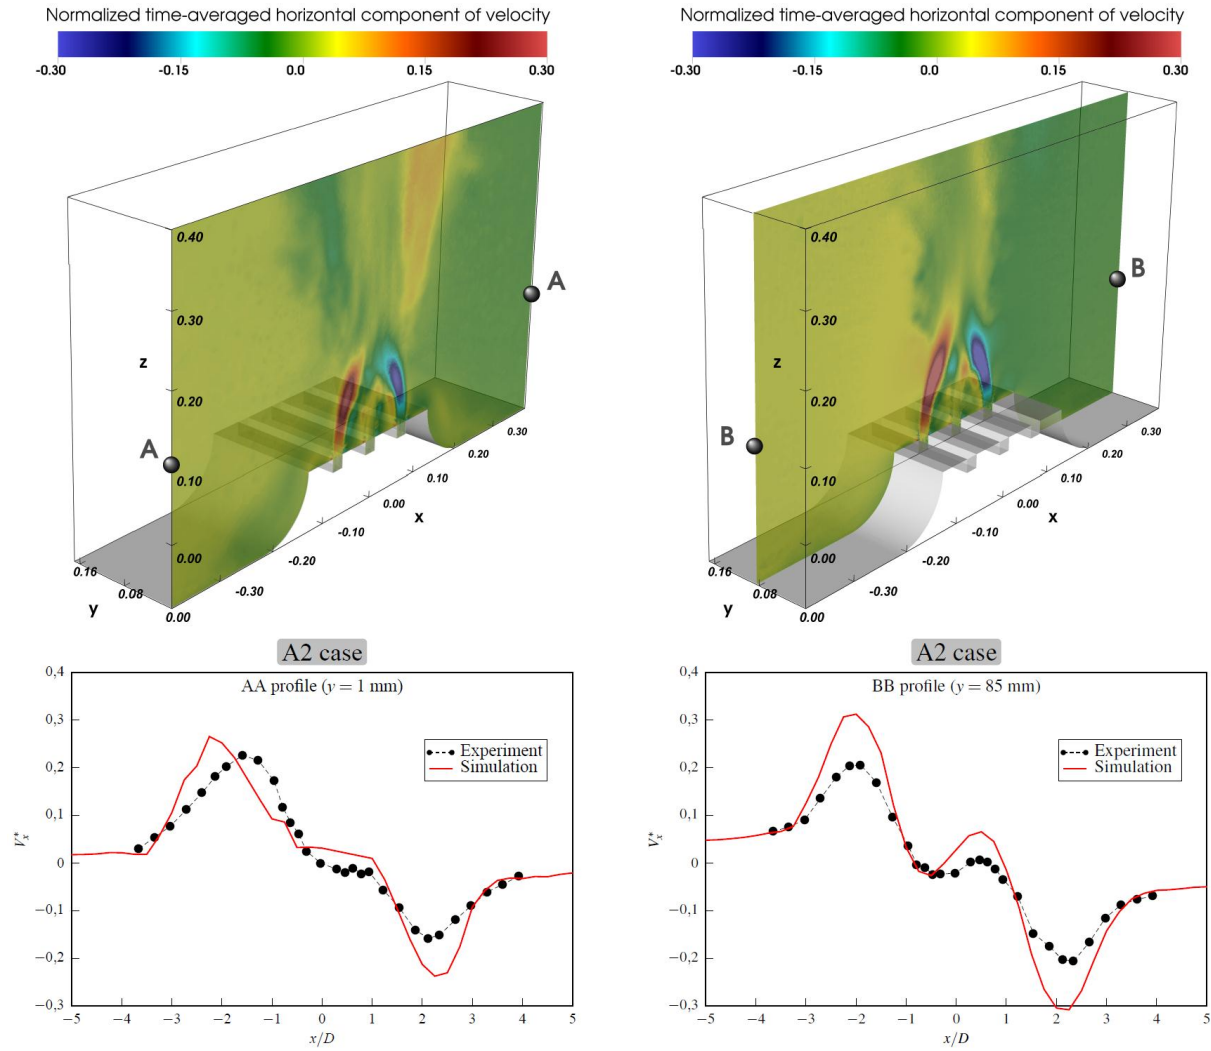 Normalized time-averaged horizontal component of velocity
-0.30 -0.15 0.0 0.15 0.30
0.40
A
0.30
z
0.20
0.30
A
0.20
0.10
0.10
0.00
x
-0.10
0.00
-0.20
0.16
-0.30
0.08
y
0.00
Normalized time-averaged horizontal component of velocity
-0.30 -0.15 0.0 0.15 0.30
0.40
B
0.30
z
0.20
0.30
B
0.20
0.10
0.10
0.00
x
-0.10
0.00
-0.20
0.16
-0.30
0.08
y
0.00
A2 case
AA profile (y = 1 mm)
0,4
0,3
0,2
0,1
0
−0,1
−0,2
−0,3
V*x
Experiment
Simulation
−5 −4 −3 −2 −1 0 1 2 3 4 5
x/D
A2 case
BB profile (y = 85 mm)
0,4
0,3
0,2
0,1
0
−0,1
−0,2
−0,3
V*x
Experiment
Simulation
−5 −4 −3 −2 −1 0 1 2 3 4 5
x/D